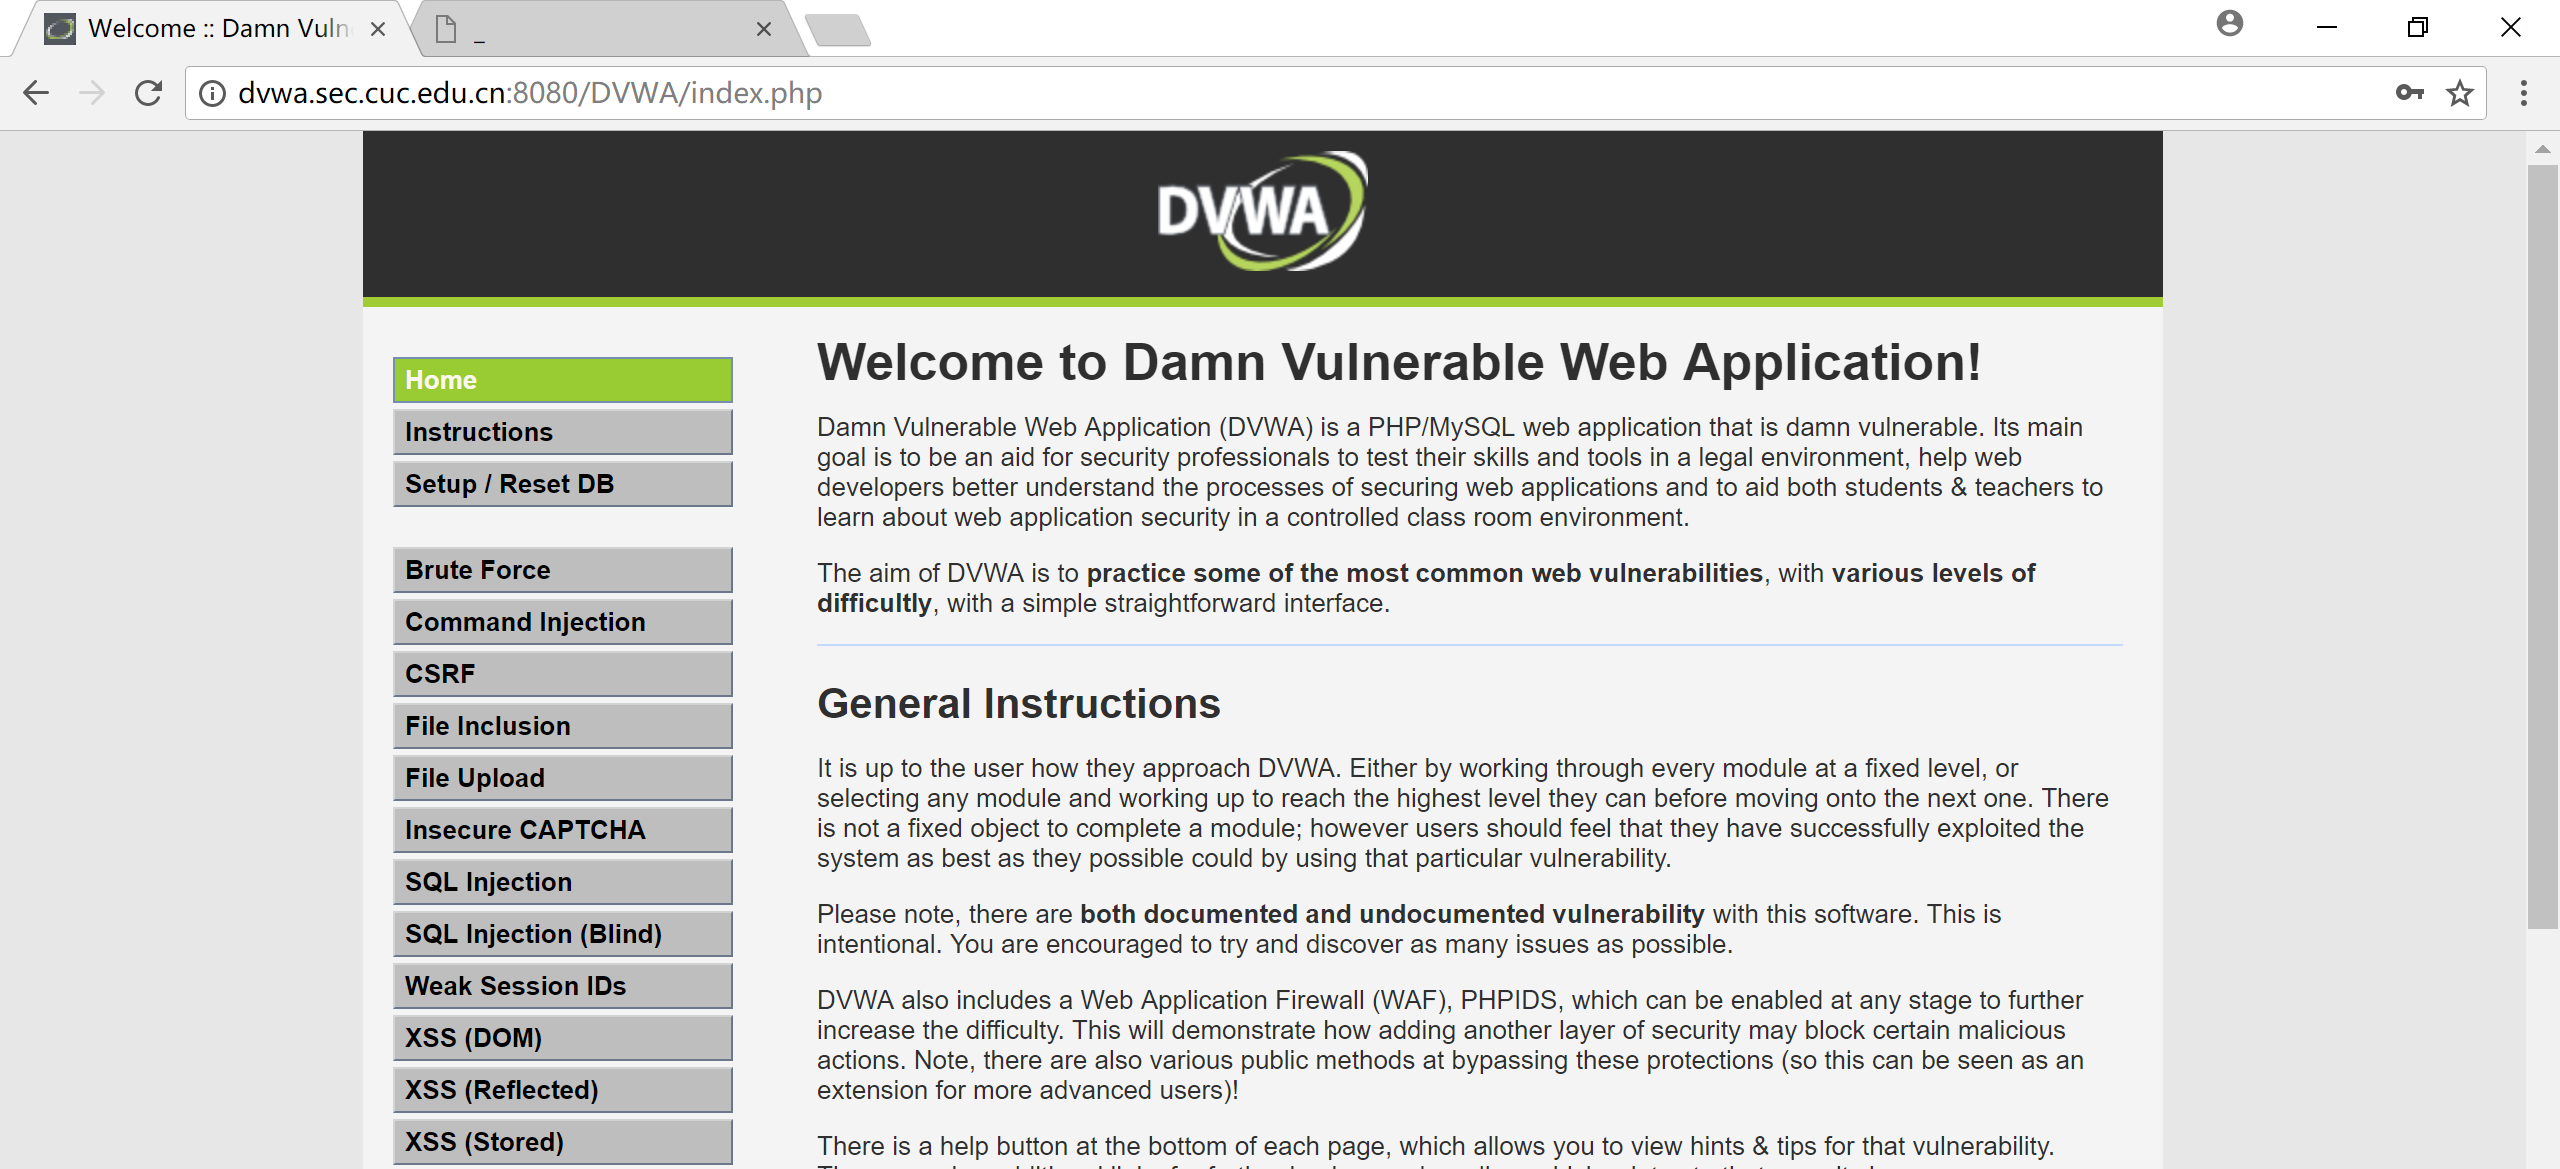 Welcome :: Damn Vuln
_
dvwa.sec.cuc.edu.cn:8080/DVWA/index.php
DVWA
Home
Instructions
Setup / Reset DB
Brute Force
Command Injection
CSRF
File Inclusion
File Upload
Insecure CAPTCHA
SQL Injection
SQL Injection (Blind)
Weak Session IDs
XSS (DOM)
XSS (Reflected)
XSS (Stored)
Welcome to Damn Vulnerable Web Application!
Damn Vulnerable Web Application (DVWA) is a PHP/MySQL web application that is damn vulnerable. Its main
goal is to be an aid for security professionals to test their skills and tools in a legal environment, help web
developers better understand the processes of securing web applications and to aid both students & teachers to
learn about web application security in a controlled class room environment.
The aim of DVWA is to practice some of the most common web vulnerabilities, with various levels of
difficultly, with a simple straightforward interface.
General Instructions
It is up to the user how they approach DVWA. Either by working through every module at a fixed level, or
selecting any module and working up to reach the highest level they can before moving onto the next one. There
is not a fixed object to complete a module; however users should feel that they have successfully exploited the
system as best as they possible could by using that particular vulnerability.
Please note, there are both documented and undocumented vulnerability with this software. This is
intentional. You are encouraged to try and discover as many issues as possible.
DVWA also includes a Web Application Firewall (WAF), PHPIDS, which can be enabled at any stage to further
increase the difficulty. This will demonstrate how adding another layer of security may block certain malicious
actions. Note, there are also various public methods at bypassing these protections (so this can be seen as an
extension for more advanced users)!
There is a help button at the bottom of each page, which allows you to view hints & tips for that vulnerability.